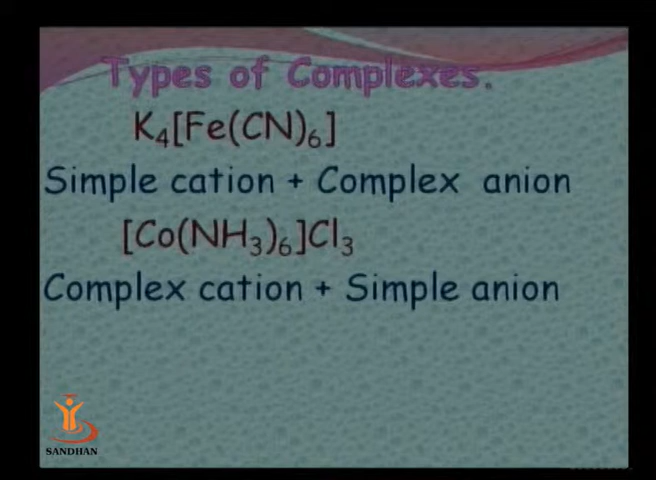 Types of Complexes.
K₄[Fe(CN)₆]
Simple cation + Complex anion
[Co(NH₃)₆]Cl₃
Complex cation + Simple anion
SANDHAN